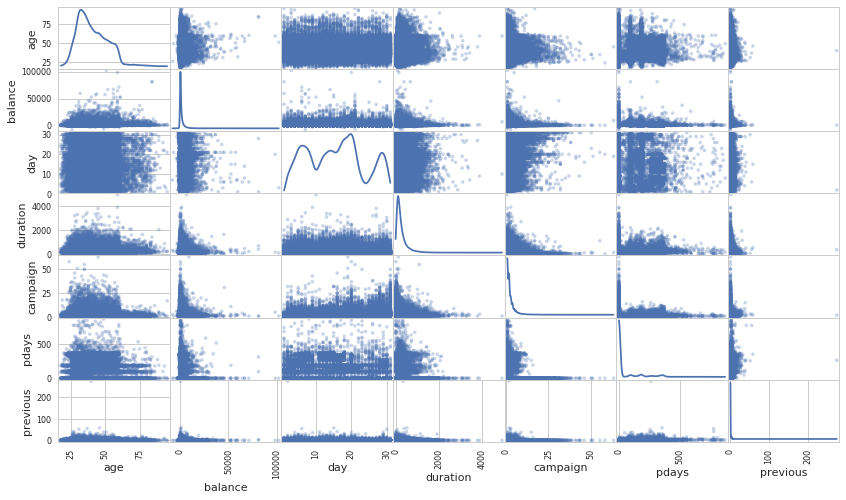 age
75
50
25
balance
100000
50000
0
day
30
20
10
0
duration
4000
2000
0
campaign
50
25
0
pdays
500
0
previous
200
100
0
25 50 75
0 50000 100000
10 20 30
0 2000 4000
0 25 50
0 500
0 100 200
age balance day duration campaign pdays previous